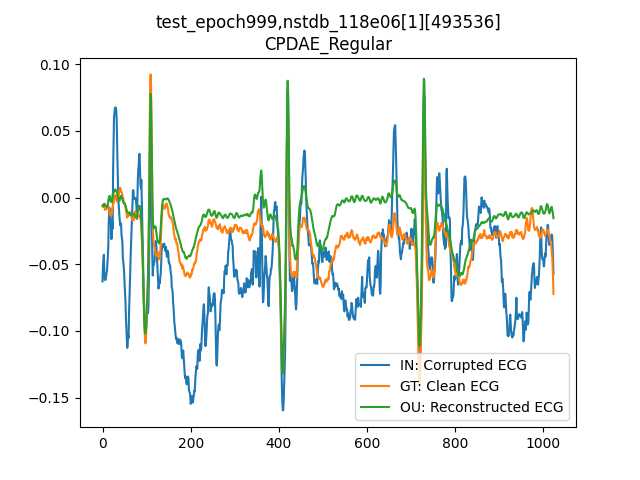 test_epoch999,nstdb_118e06[1][493536]
CPDAE_Regular
0.10
0.05
0.00
−0.05
−0.10
−0.15
IN: Corrupted ECG
GT: Clean ECG
OU: Reconstructed ECG
0 200 400 600 800 1000